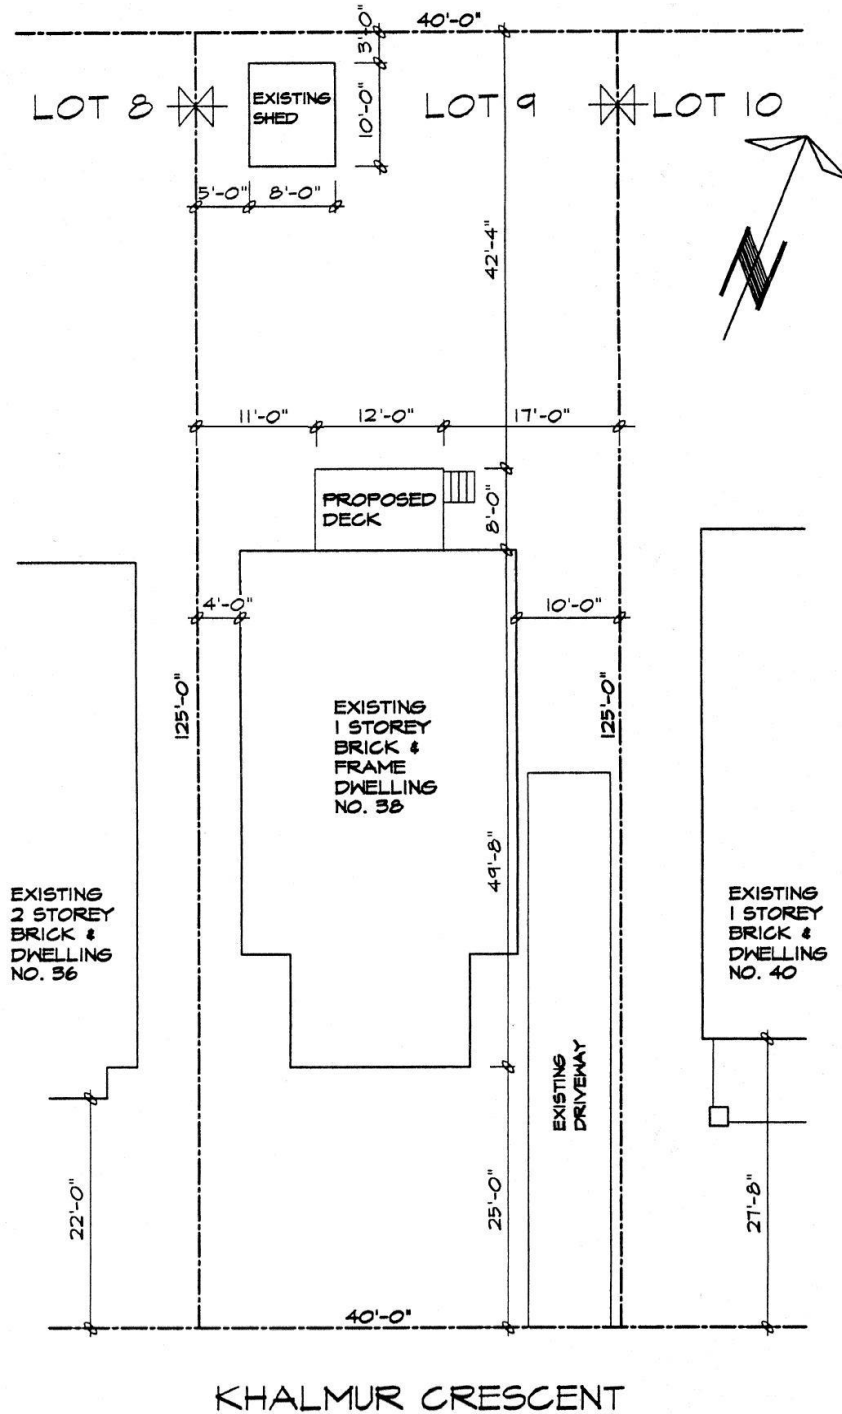 40'-0"
3'-0"
LOT 8
EXISTING
SHED
10'-0"
LOT 9
LOT 10
5'-0"
8'-0"
42'-4"
N
11'-0"
12'-0"
17'-0"
PROPOSED
DECK
8'-0"
4'-0"
10'-0"
125'-0"
125'-0"
EXISTING
1 STOREY
BRICK &
FRAME
DWELLING
NO. 38
49'-8"
EXISTING
2 STOREY
BRICK &
DWELLING
NO. 36
EXISTING
1 STOREY
BRICK &
DWELLING
NO. 40
EXISTING
DRIVEWAY
22'-0"
25'-0"
27'-8"
40'-0"
KHALMUR CRESCENT